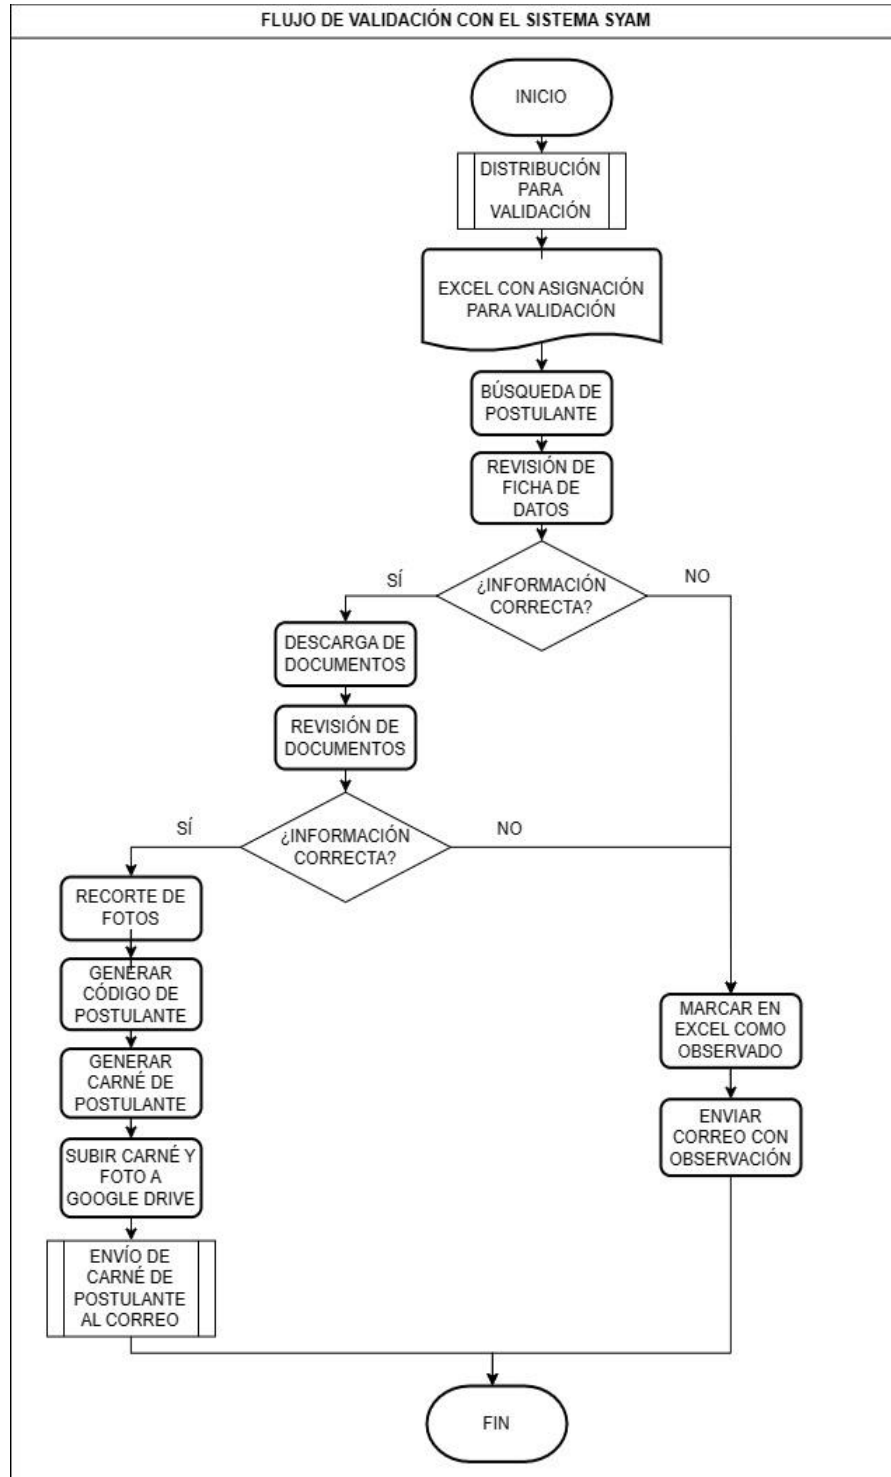 FLUJO DE VALIDACIÓN CON EL SISTEMA SYAM
INICIO
DISTRIBUCIÓN
PARA
VALIDACIÓN
EXCEL CON ASIGNACIÓN
PARA VALIDACIÓN
BÚSQUEDA DE
POSTULANTE
REVISIÓN DE
FICHA DE
DATOS
¿INFORMACIÓN
CORRECTA?
SÍ
NO
DESCARGA DE
DOCUMENTOS
REVISIÓN DE
DOCUMENTOS
¿INFORMACIÓN
CORRECTA?
SÍ
NO
RECORTE DE
FOTOS
GENERAR
CÓDIGO DE
POSTULANTE
GENERAR
CARNÉ DE
POSTULANTE
SUBIR CARNÉ Y
FOTO A
GOOGLE DRIVE
ENVÍO DE
CARNÉ DE
POSTULANTE
AL CORREO
MARCAR EN
EXCEL COMO
OBSERVADO
ENVIAR
CORREO CON
OBSERVACIÓN
FIN